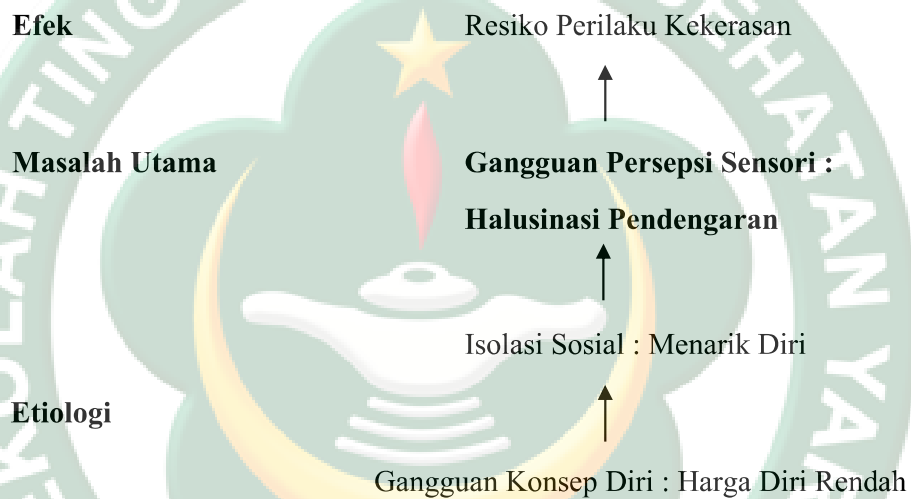 Efek Resiko Perilaku Kekerasan
Masalah Utama Gangguan Persepsi Sensori :
Halusinasi Pendengaran
Isolasi Sosial : Menarik Diri
Etiologi
Gangguan Konsep Diri : Harga Diri Rendah